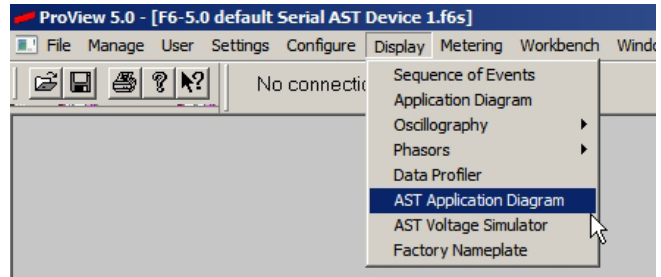 ProView 5.0 - [F6-5.0 default Serial AST Device 1.f6s]
File Manage User Settings Configure Display Metering Workbench
No connectic
Sequence of Events
Application Diagram
Oscillography
Phasors
Data Profiler
AST Application Diagram
AST Voltage Simulator
Factory Nameplate